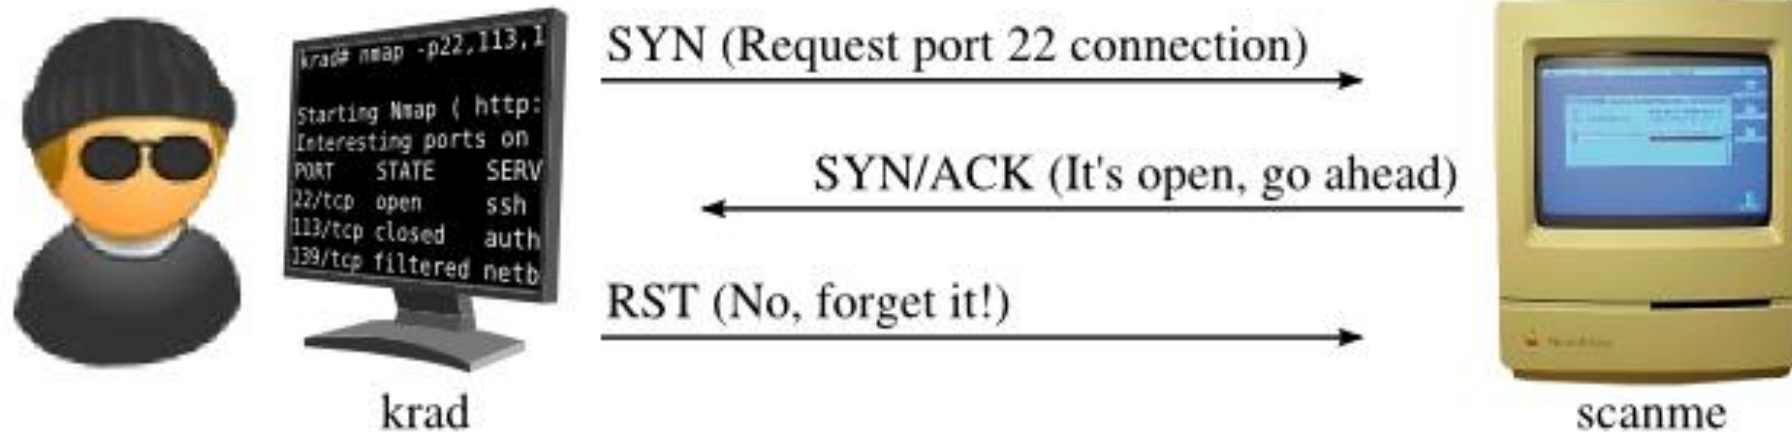 krad# nmap -p22,113,1
Starting Nmap ( http:
Interesting ports on
PORT STATE SERV
22/tcp open ssh
113/tcp closed auth
139/tcp filtered netb
SYN (Request port 22 connection)
SYN/ACK (It's open, go ahead)
RST (No, forget it!)
krad
scanme